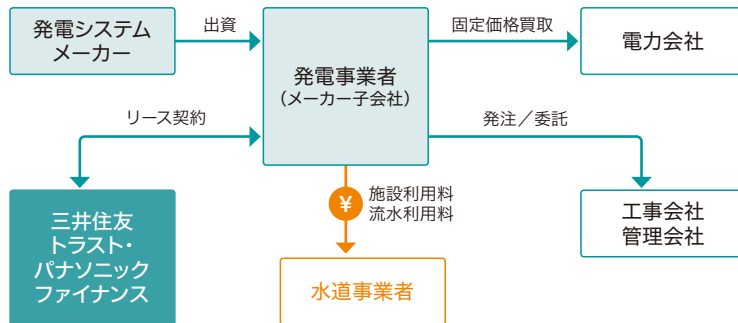 発電システム
メーカー
出資
発電事業者
（メーカー子会社）
固定価格買取
電力会社
リース契約
発注／委託
三井住友
トラスト・
パナソニック
ファイナンス
¥
施設利用料
流水利用料
工事会社
管理会社
水道事業者